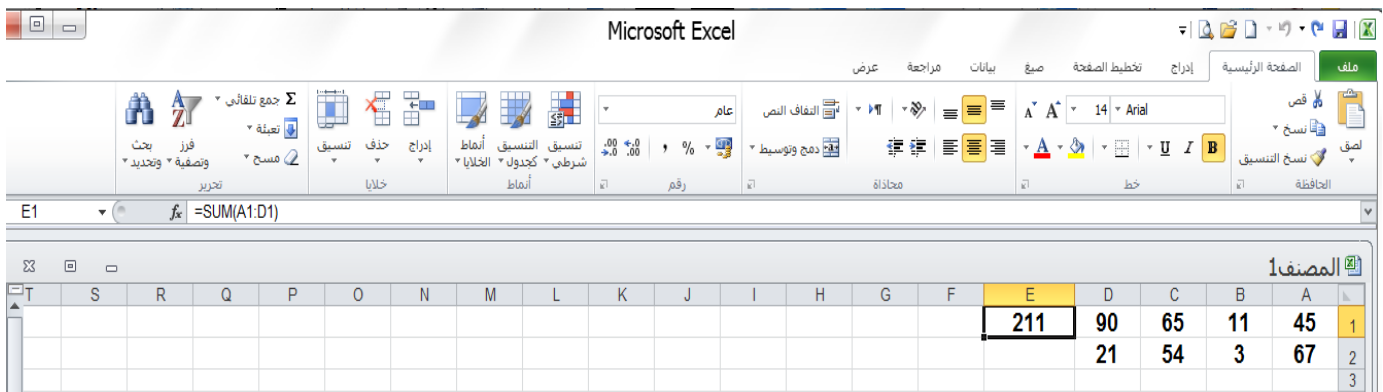 Microsoft Excel
ملف الصفحة الرئيسية إدراج تخطيط الصفحة صيغ بيانات مراجعة عرض
لصق
قص
نسخ
نسخ التنسيق
الحافظة
Arial 14
B I U A
خط
التفاف النص
دمج وتوسيط
محاذاة
عام
%
رقم
تنسيق شرطي
التنسيق كجدول
أنماط الخلايا
أنماط
إدراج حذف تنسيق
خلايا
Σ جمع تلقائي
تعبئة
مسح
فرز وتصفية
بحث وتحديد
تحرير
E1 fx =SUM(A1:D1)
المصنف1
A B C D E F G H I J K L M N O P Q R S T
1 45 11 65 90 211
2 67 3 54 21
3